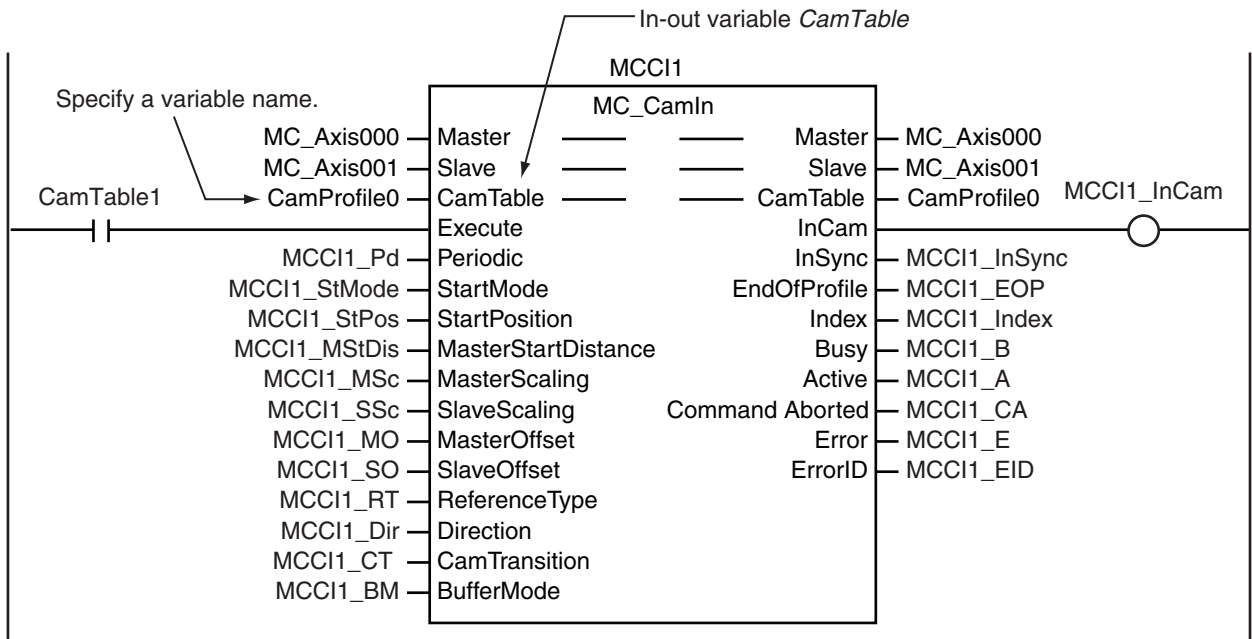 In-out variable CamTable
MCCI1
Specify a variable name.
MC_CamIn
MC_Axis000 Master Master MC_Axis000
MC_Axis001 Slave Slave MC_Axis001
CamTable1 CamProfile0 CamTable CamTable CamProfile0 MCCI1_InCam
Execute InCam
MCCI1_Pd Periodic InSync MCCI1_InSync
MCCI1_StMode StartMode EndOfProfile MCCI1_EOP
MCCI1_StPos StartPosition Index MCCI1_Index
MCCI1_MStDis MasterStartDistance Busy MCCI1_B
MCCI1_MSc MasterScaling Active MCCI1_A
MCCI1_SSc SlaveScaling Command Aborted MCCI1_CA
MCCI1_MO MasterOffset Error MCCI1_E
MCCI1_SO SlaveOffset ErrorID MCCI1_EID
MCCI1_RT ReferenceType
MCCI1_Dir Direction
MCCI1_CT CamTransition
MCCI1_BM BufferMode